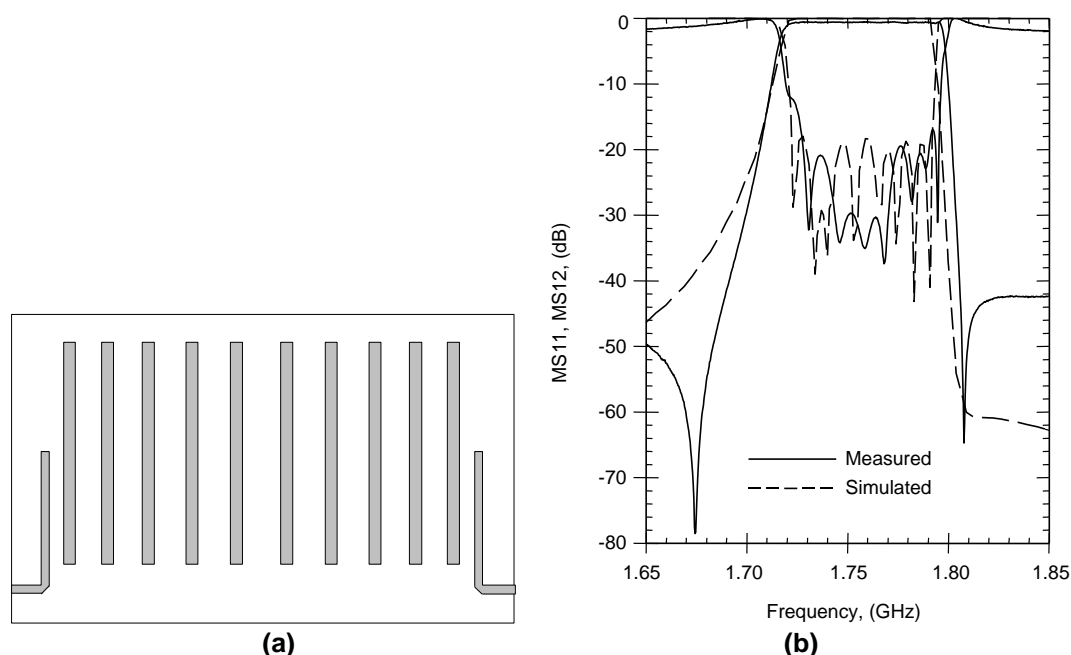 0
-10
-20
-30
-40
-50
-60
-70
-80
MS11, MS12, (dB)
Measured
Simulated
1.65 1.70 1.75 1.80 1.85
Frequency, (GHz)
(a) (b)